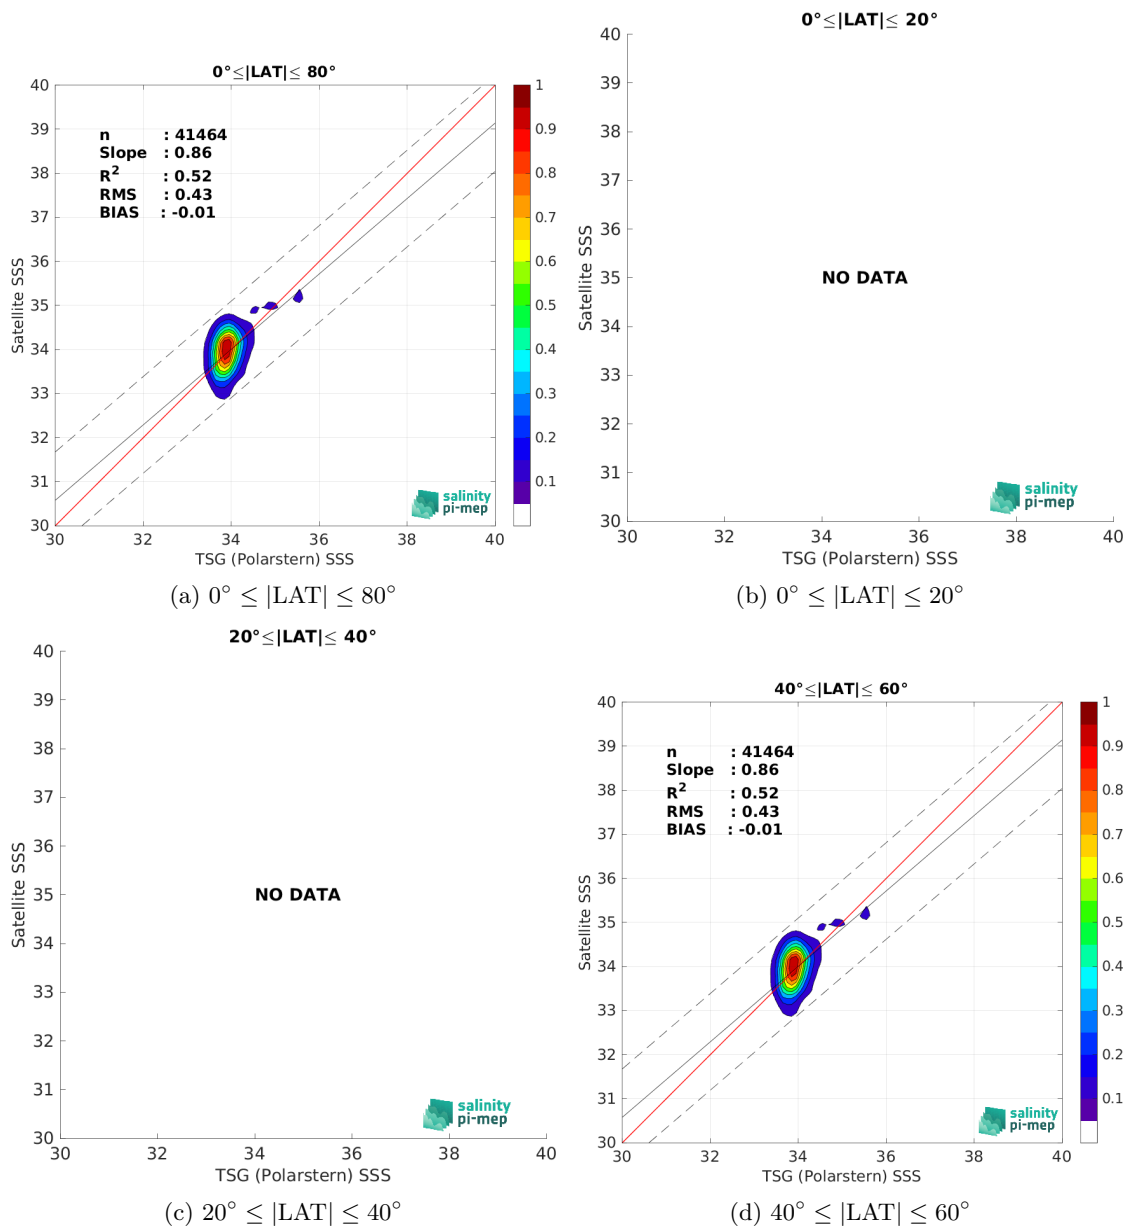 0°≤|LAT|≤ 80°
40
39
38
37
36
35
34
33
32
31
30
Satellite SSS
n : 41464
Slope : 0.86
R² : 0.52
RMS : 0.43
BIAS : -0.01
salinity
pi-mep
30 32 34 36 38 40
TSG (Polarstern) SSS
1
0.9
0.8
0.7
0.6
0.5
0.4
0.3
0.2
0.1
(a) 0° ≤ |LAT| ≤ 80°
0°≤|LAT|≤ 20°
40
39
38
37
36
35
34
33
32
31
30
Satellite SSS
NO DATA
salinity
pi-mep
30 32 34 36 38 40
TSG (Polarstern) SSS
(b) 0° ≤ |LAT| ≤ 20°
20°≤|LAT|≤ 40°
40
39
38
37
36
35
34
33
32
31
30
Satellite SSS
NO DATA
salinity
pi-mep
30 32 34 36 38 40
TSG (Polarstern) SSS
(c) 20° ≤ |LAT| ≤ 40°
40°≤|LAT|≤ 60°
40
39
38
37
36
35
34
33
32
31
30
Satellite SSS
n : 41464
Slope : 0.86
R² : 0.52
RMS : 0.43
BIAS : -0.01
salinity
pi-mep
30 32 34 36 38 40
TSG (Polarstern) SSS
1
0.9
0.8
0.7
0.6
0.5
0.4
0.3
0.2
0.1
(d) 40° ≤ |LAT| ≤ 60°